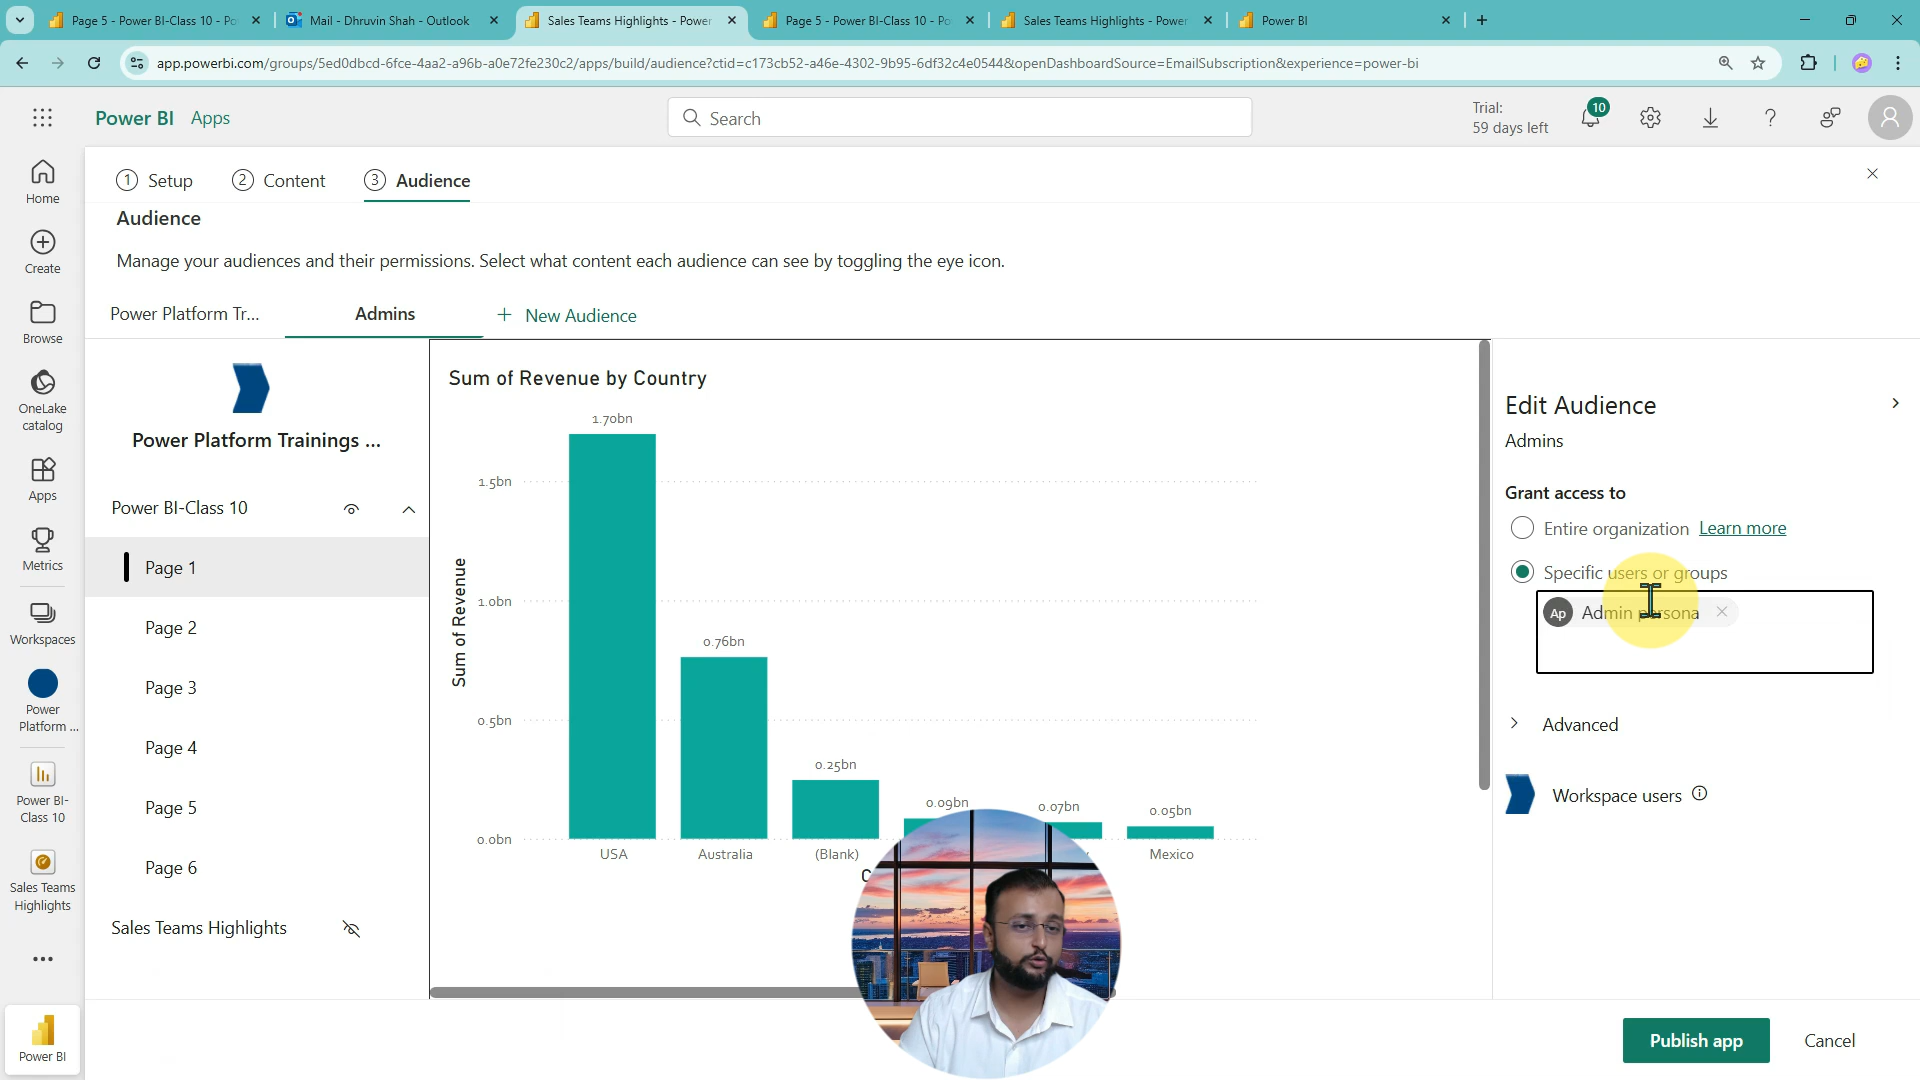 Page 5 - Power BI-Class 10 - Po
Mail - Dhruvin Shah - Outlook
Sales Teams Highlights - Power
Page 5 - Power BI-Class 10 - Po
Sales Teams Highlights - Power
Power BI
app.powerbi.com/groups/5ed0dbcd-6fce-4aa2-a96b-a0e72fe230c2/apps/build/audience?ctid=c173cb52-a46e-4302-9b95-6df32c4e0544&openDashboardSource=EmailSubscription&experience=power-bi
Power BI Apps
Search
Trial:
59 days left
10
Home
Create
Browse
OneLake
catalog
Apps
Metrics
Workspaces
Power
Platform ...
Power BI-
Class 10
Sales Teams
Highlights
Power BI
1 Setup
2 Content
3 Audience
Audience
Manage your audiences and their permissions. Select what content each audience can see by toggling the eye icon.
Power Platform Tr...
Admins
+ New Audience
Power Platform Trainings ...
Power BI-Class 10
Page 1
Page 2
Page 3
Page 4
Page 5
Page 6
Sales Teams Highlights
Sum of Revenue by Country
Sum of Revenue
1.5bn
1.0bn
0.5bn
0.0bn
1.70bn
0.76bn
0.25bn
0.09bn
0.07bn
0.05bn
USA
Australia
(Blank)
Mexico
Edit Audience
Admins
Grant access to
Entire organization Learn more
Specific users or groups
Ap Admin persona
Advanced
Workspace users
Publish app
Cancel